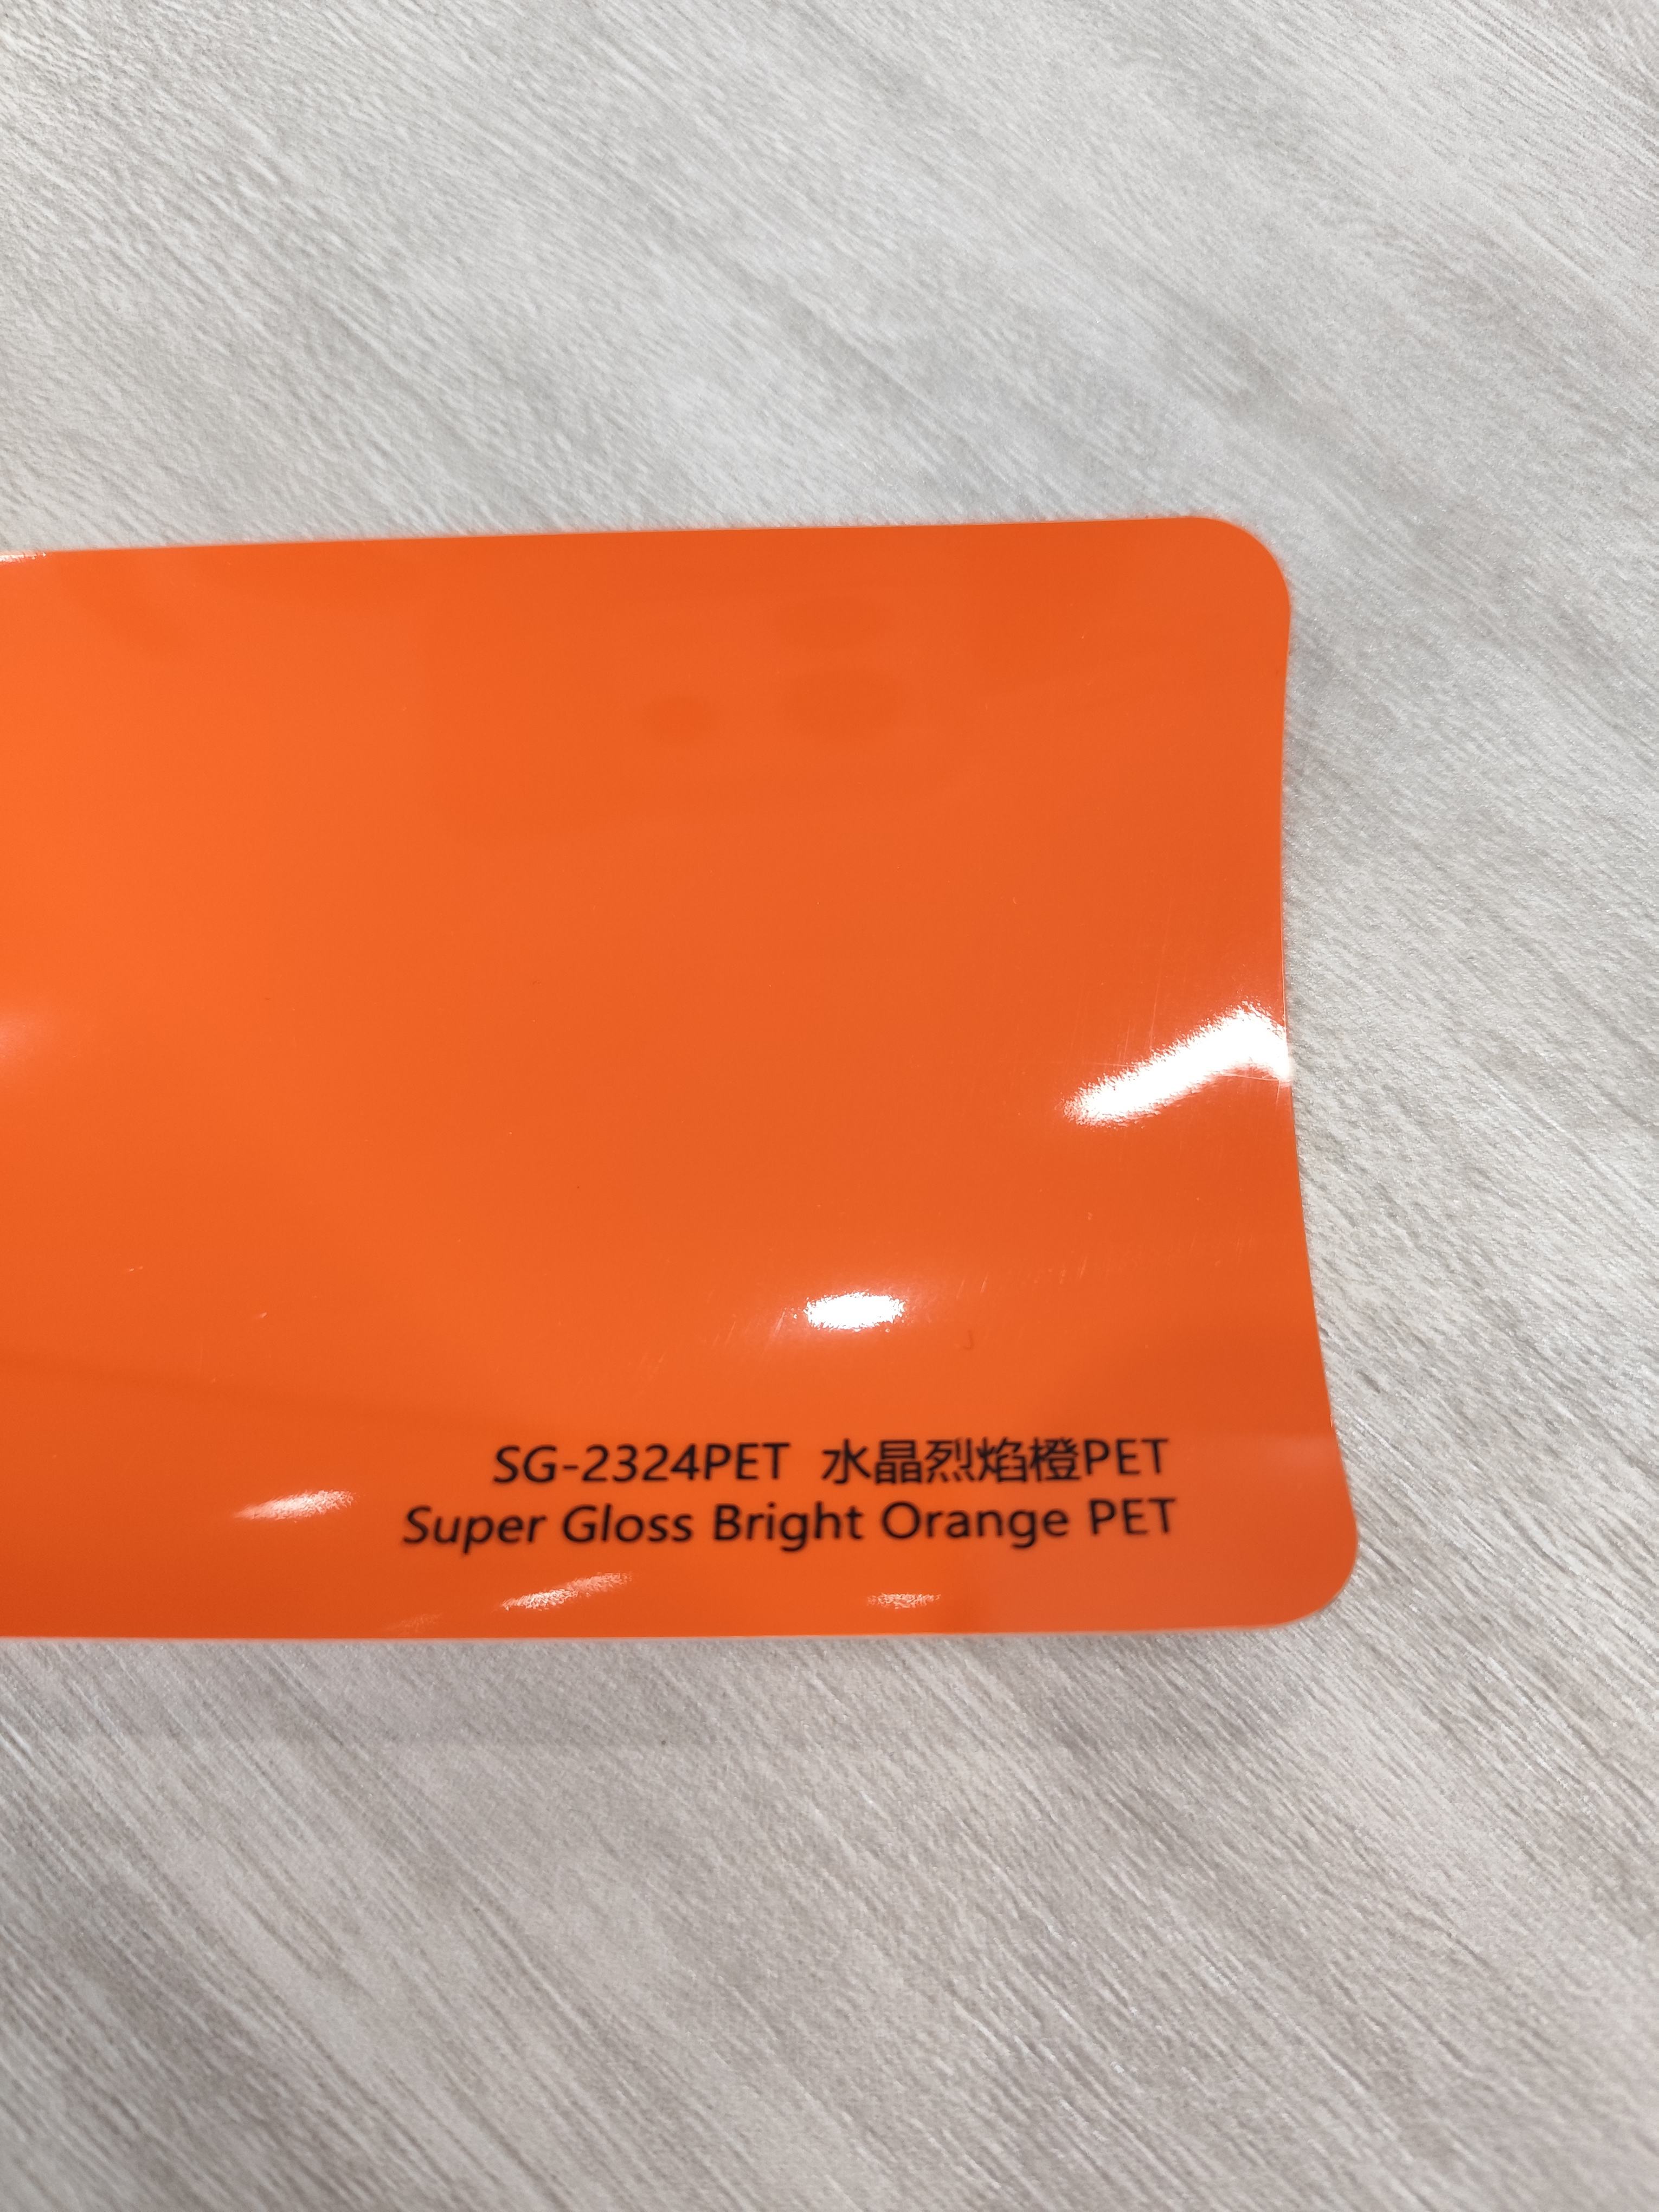 SG-2324PET 水晶烈焰橙PET
Super Gloss Bright Orange PET